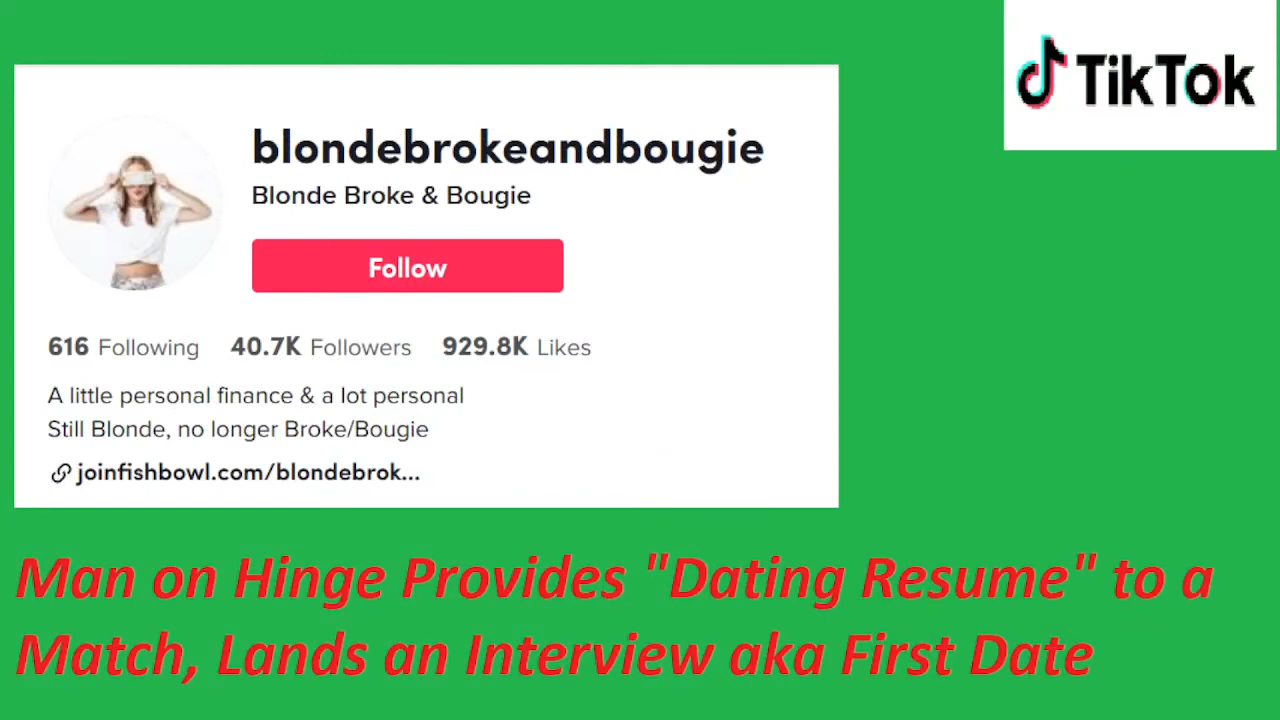 TikTok
blondebrokeandbougie
Blonde Broke & Bougie
Follow
616 Following 40.7K Followers 929.8K Likes
A little personal finance & a lot personal
Still Blonde, no longer Broke/Bougie
joinfishbowl.com/blondebrok...
Man on Hinge Provides "Dating Resume" to a
Match, Lands an Interview aka First Date